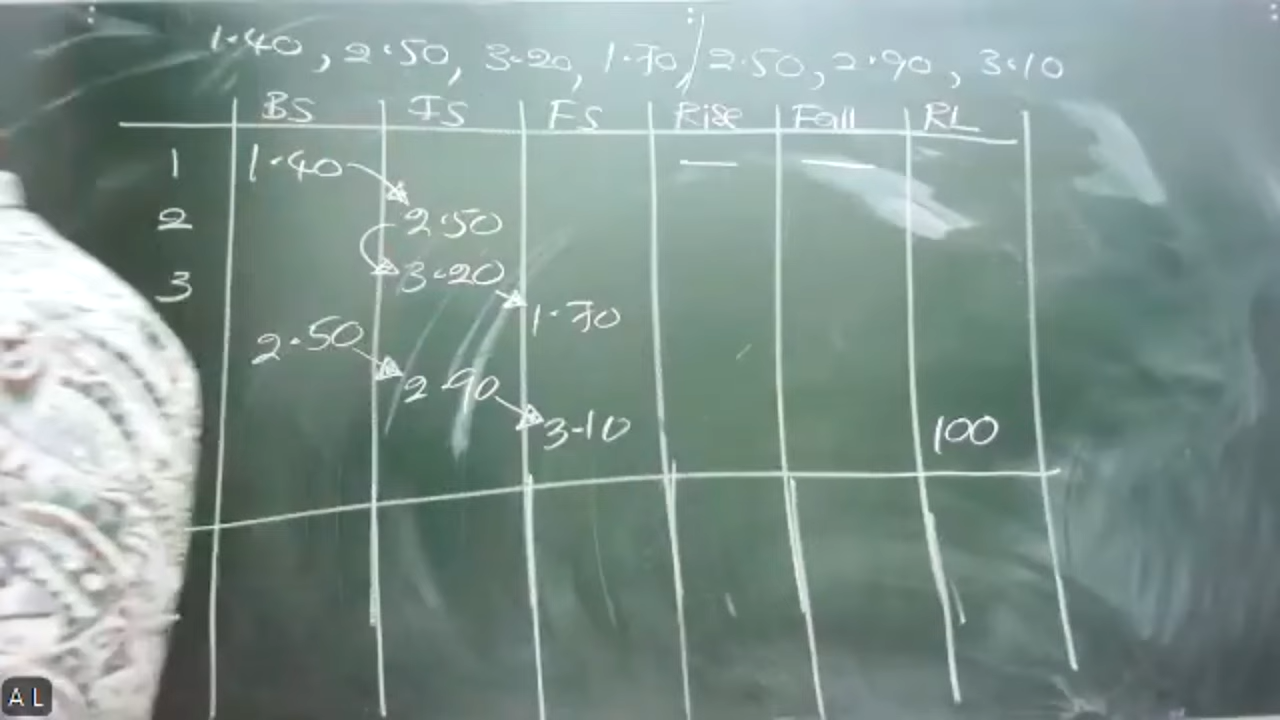 1.40, 2.50, 3.20, 1.70, / 2.50, 2.90, 3.10
BS IS FS Rise Fall RL
1 1.40 — —
2 2.50
3 3.20
1.70
2.50
2.90
3.10 100
A L